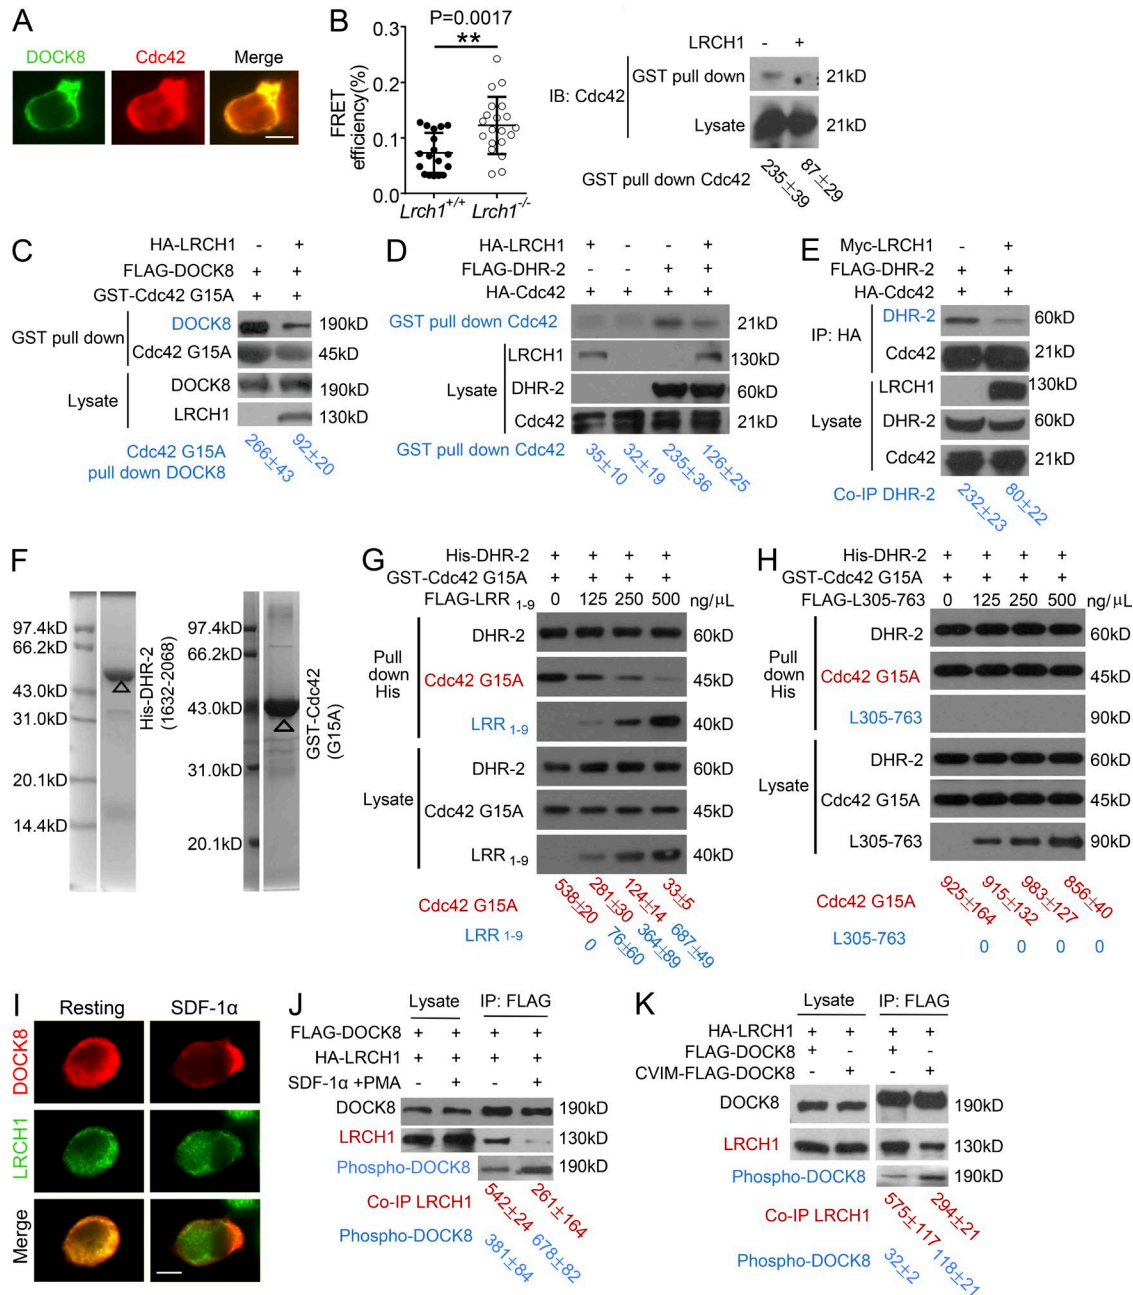 A
DOCK8 Cdc42 Merge
B
P=0.0017
**
FRET efficiency(%)
0.3
0.2
0.1
0.0
Lrch1+/+ Lrch1-/-
LRCH1 - +
IB: Cdc42
GST pull down 21kD
Lysate 21kD
GST pull down Cdc42 235±39 87±29
C
HA-LRCH1 - +
FLAG-DOCK8 + +
GST-Cdc42 G15A + +
GST pull down
DOCK8 190kD
Cdc42 G15A 45kD
Lysate
DOCK8 190kD
LRCH1 130kD
Cdc42 G15A
pull down DOCK8
266±43 92±20
D
HA-LRCH1 + - - +
FLAG-DHR-2 - - + +
HA-Cdc42 + + + +
GST pull down Cdc42 21kD
Lysate
LRCH1 130kD
DHR-2 60kD
Cdc42 21kD
GST pull down Cdc42 35±10 32±19 235±36 126±25
E
Myc-LRCH1 - +
FLAG-DHR-2 + +
HA-Cdc42 + +
IP: HA
DHR-2 60kD
Cdc42 21kD
Lysate
LRCH1 130kD
DHR-2 60kD
Cdc42 21kD
Co-IP DHR-2 232±23 80±22
F
97.4kD
66.2kD
43.0kD
31.0kD
20.1kD
14.4kD
His-DHR-2
(1632-2068)
97.4kD
66.2kD
43.0kD
31.0kD
20.1kD
GST-Cdc42
(G15A)
G
His-DHR-2 + + + +
GST-Cdc42 G15A + + + +
FLAG-LRR 1-9 0 125 250 500 ng/μL
Pull down His
DHR-2 60kD
Cdc42 G15A 45kD
LRR 1-9 40kD
Lysate
DHR-2 60kD
Cdc42 G15A 45kD
LRR 1-9 40kD
Cdc42 G15A 538±20 281±30 124±14 33±5
LRR 1-9 0 76±60 364±89 687±49
H
His-DHR-2 + + + +
GST-Cdc42 G15A + + + +
FLAG-L305-763 0 125 250 500 ng/μL
Pull down His
DHR-2 60kD
Cdc42 G15A 45kD
L305-763 90kD
Lysate
DHR-2 60kD
Cdc42 G15A 45kD
L305-763 90kD
Cdc42 G15A 925±164 915±132 983±127 856±40
L305-763 0 0 0 0
I
Resting SDF-1α
DOCK8
LRCH1
Merge
J
Lysate IP: FLAG
FLAG-DOCK8 + + + +
HA-LRCH1 + + + +
SDF-1α +PMA - + - +
DOCK8 190kD
LRCH1 130kD
Phospho-DOCK8 190kD
Co-IP LRCH1 542±24 261±164
Phospho-DOCK8 381±84 678±82
K
Lysate IP: FLAG
HA-LRCH1 + + + +
FLAG-DOCK8 + - + -
CVIM-FLAG-DOCK8 - + - +
DOCK8 190kD
LRCH1 130kD
Phospho-DOCK8 190kD
Co-IP LRCH1 575±117 294±21
Phospho-DOCK8 32±2 118±21